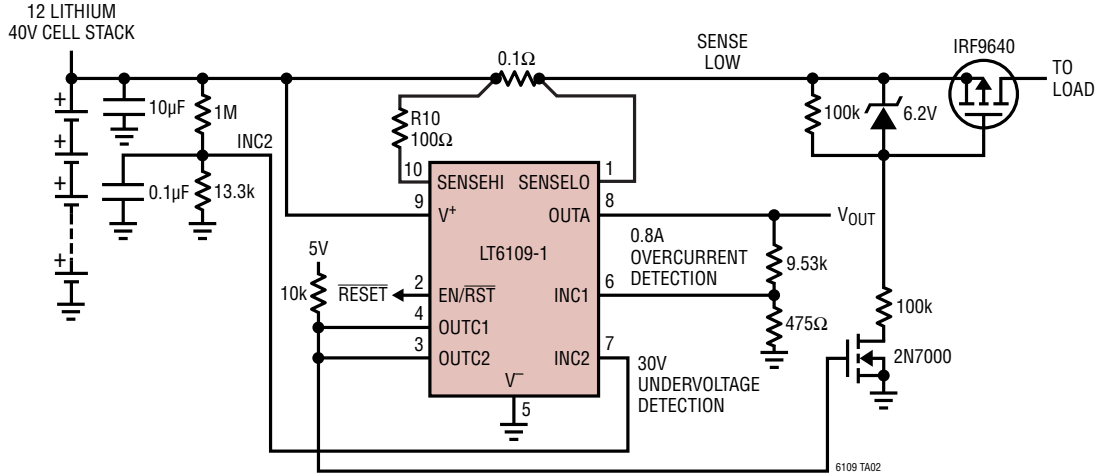 12 LITHIUM
40V CELL STACK
0.1Ω
SENSE
LOW
IRF9640
TO
LOAD
+
+
+
+
10µF
1M
R10
100Ω
100k
6.2V
INC2
0.1µF
13.3k
10
SENSEHI
SENSELO
1
9
V+
OUTA
8
VOUT
LT6109-1
0.8A
OVERCURRENT
DETECTION
9.53k
5V
10k
RESET
2
EN/RST
INC1
6
475Ω
100k
4
OUTC1
3
OUTC2
INC2
7
2N7000
30V
UNDERVOLTAGE
DETECTION
V–
5
6109 TA02